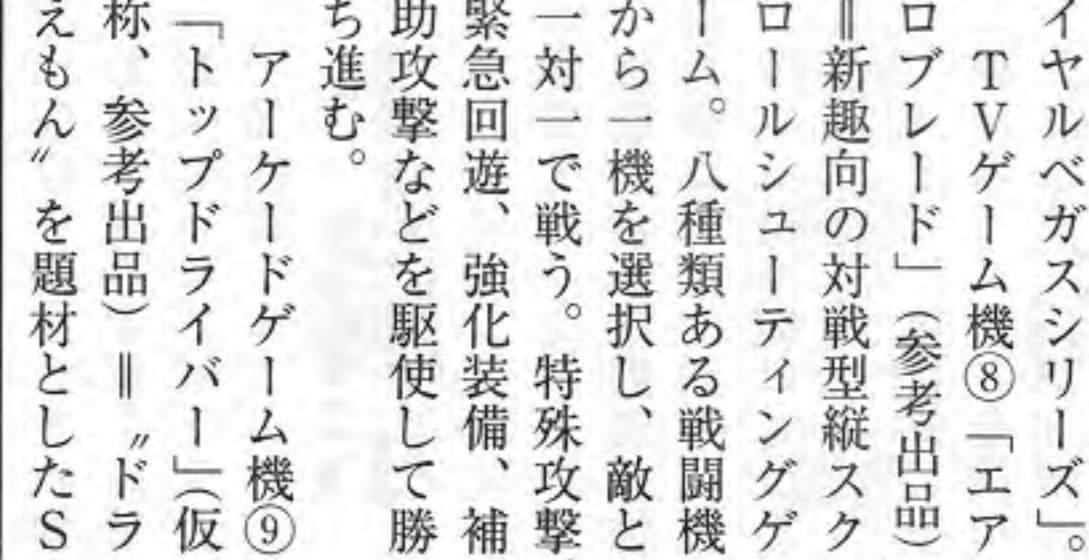 イヤルベガスシリーズ」。
TVゲーム機⑧「エア
ロブレード」（参考出品）
＝新趣向の対戦型縦スク
ロールシューティングゲ
ーム。八種類ある戦闘機
から一機を選択し、敵と
一対一で戦う。特殊攻撃、
緊急回遊、強化装備、補
助攻撃などを駆使して勝
ち進む。
アーケードゲーム機⑨
「トップドライバー」（仮
称、参考出品）＝〝ドラ
えもん〟を題材としたS